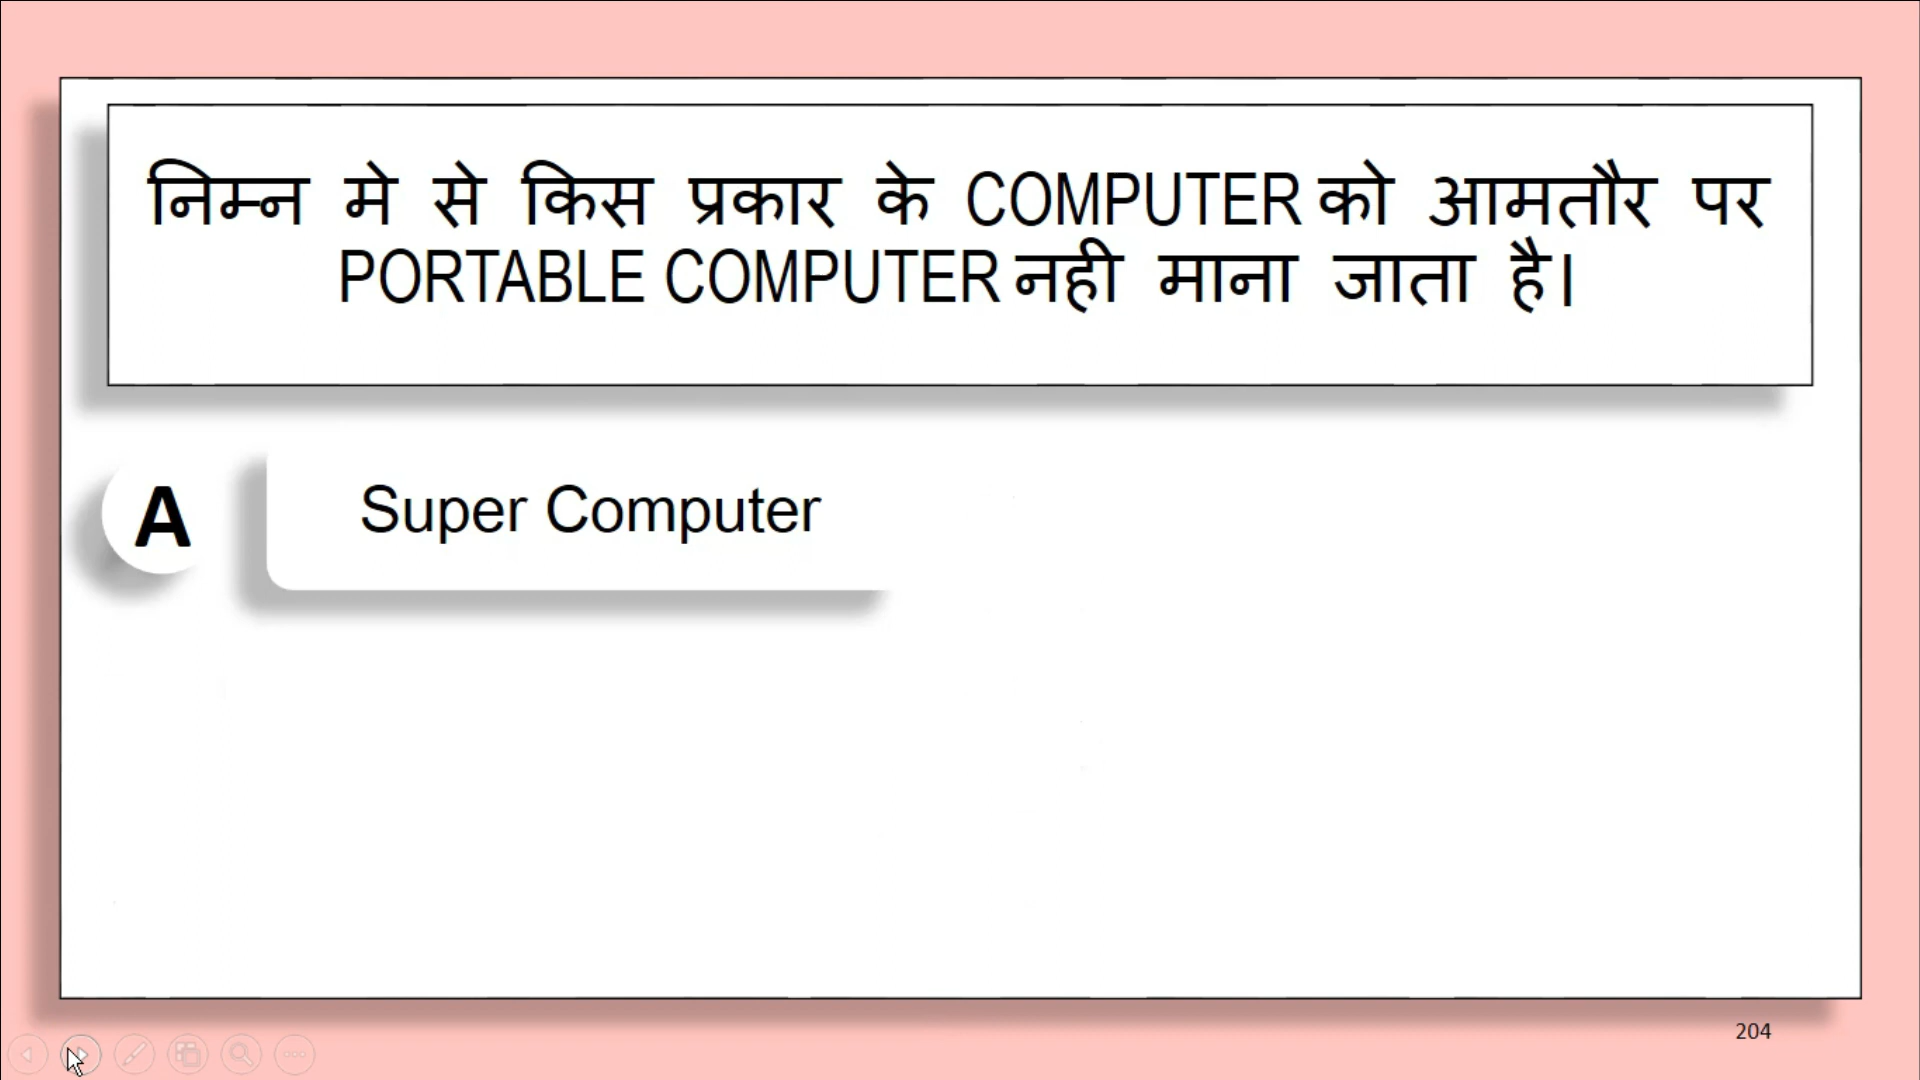 निम्न मे से किस प्रकार के COMPUTER को आमतौर पर
PORTABLE COMPUTER नही माना जाता है।
A Super Computer
204